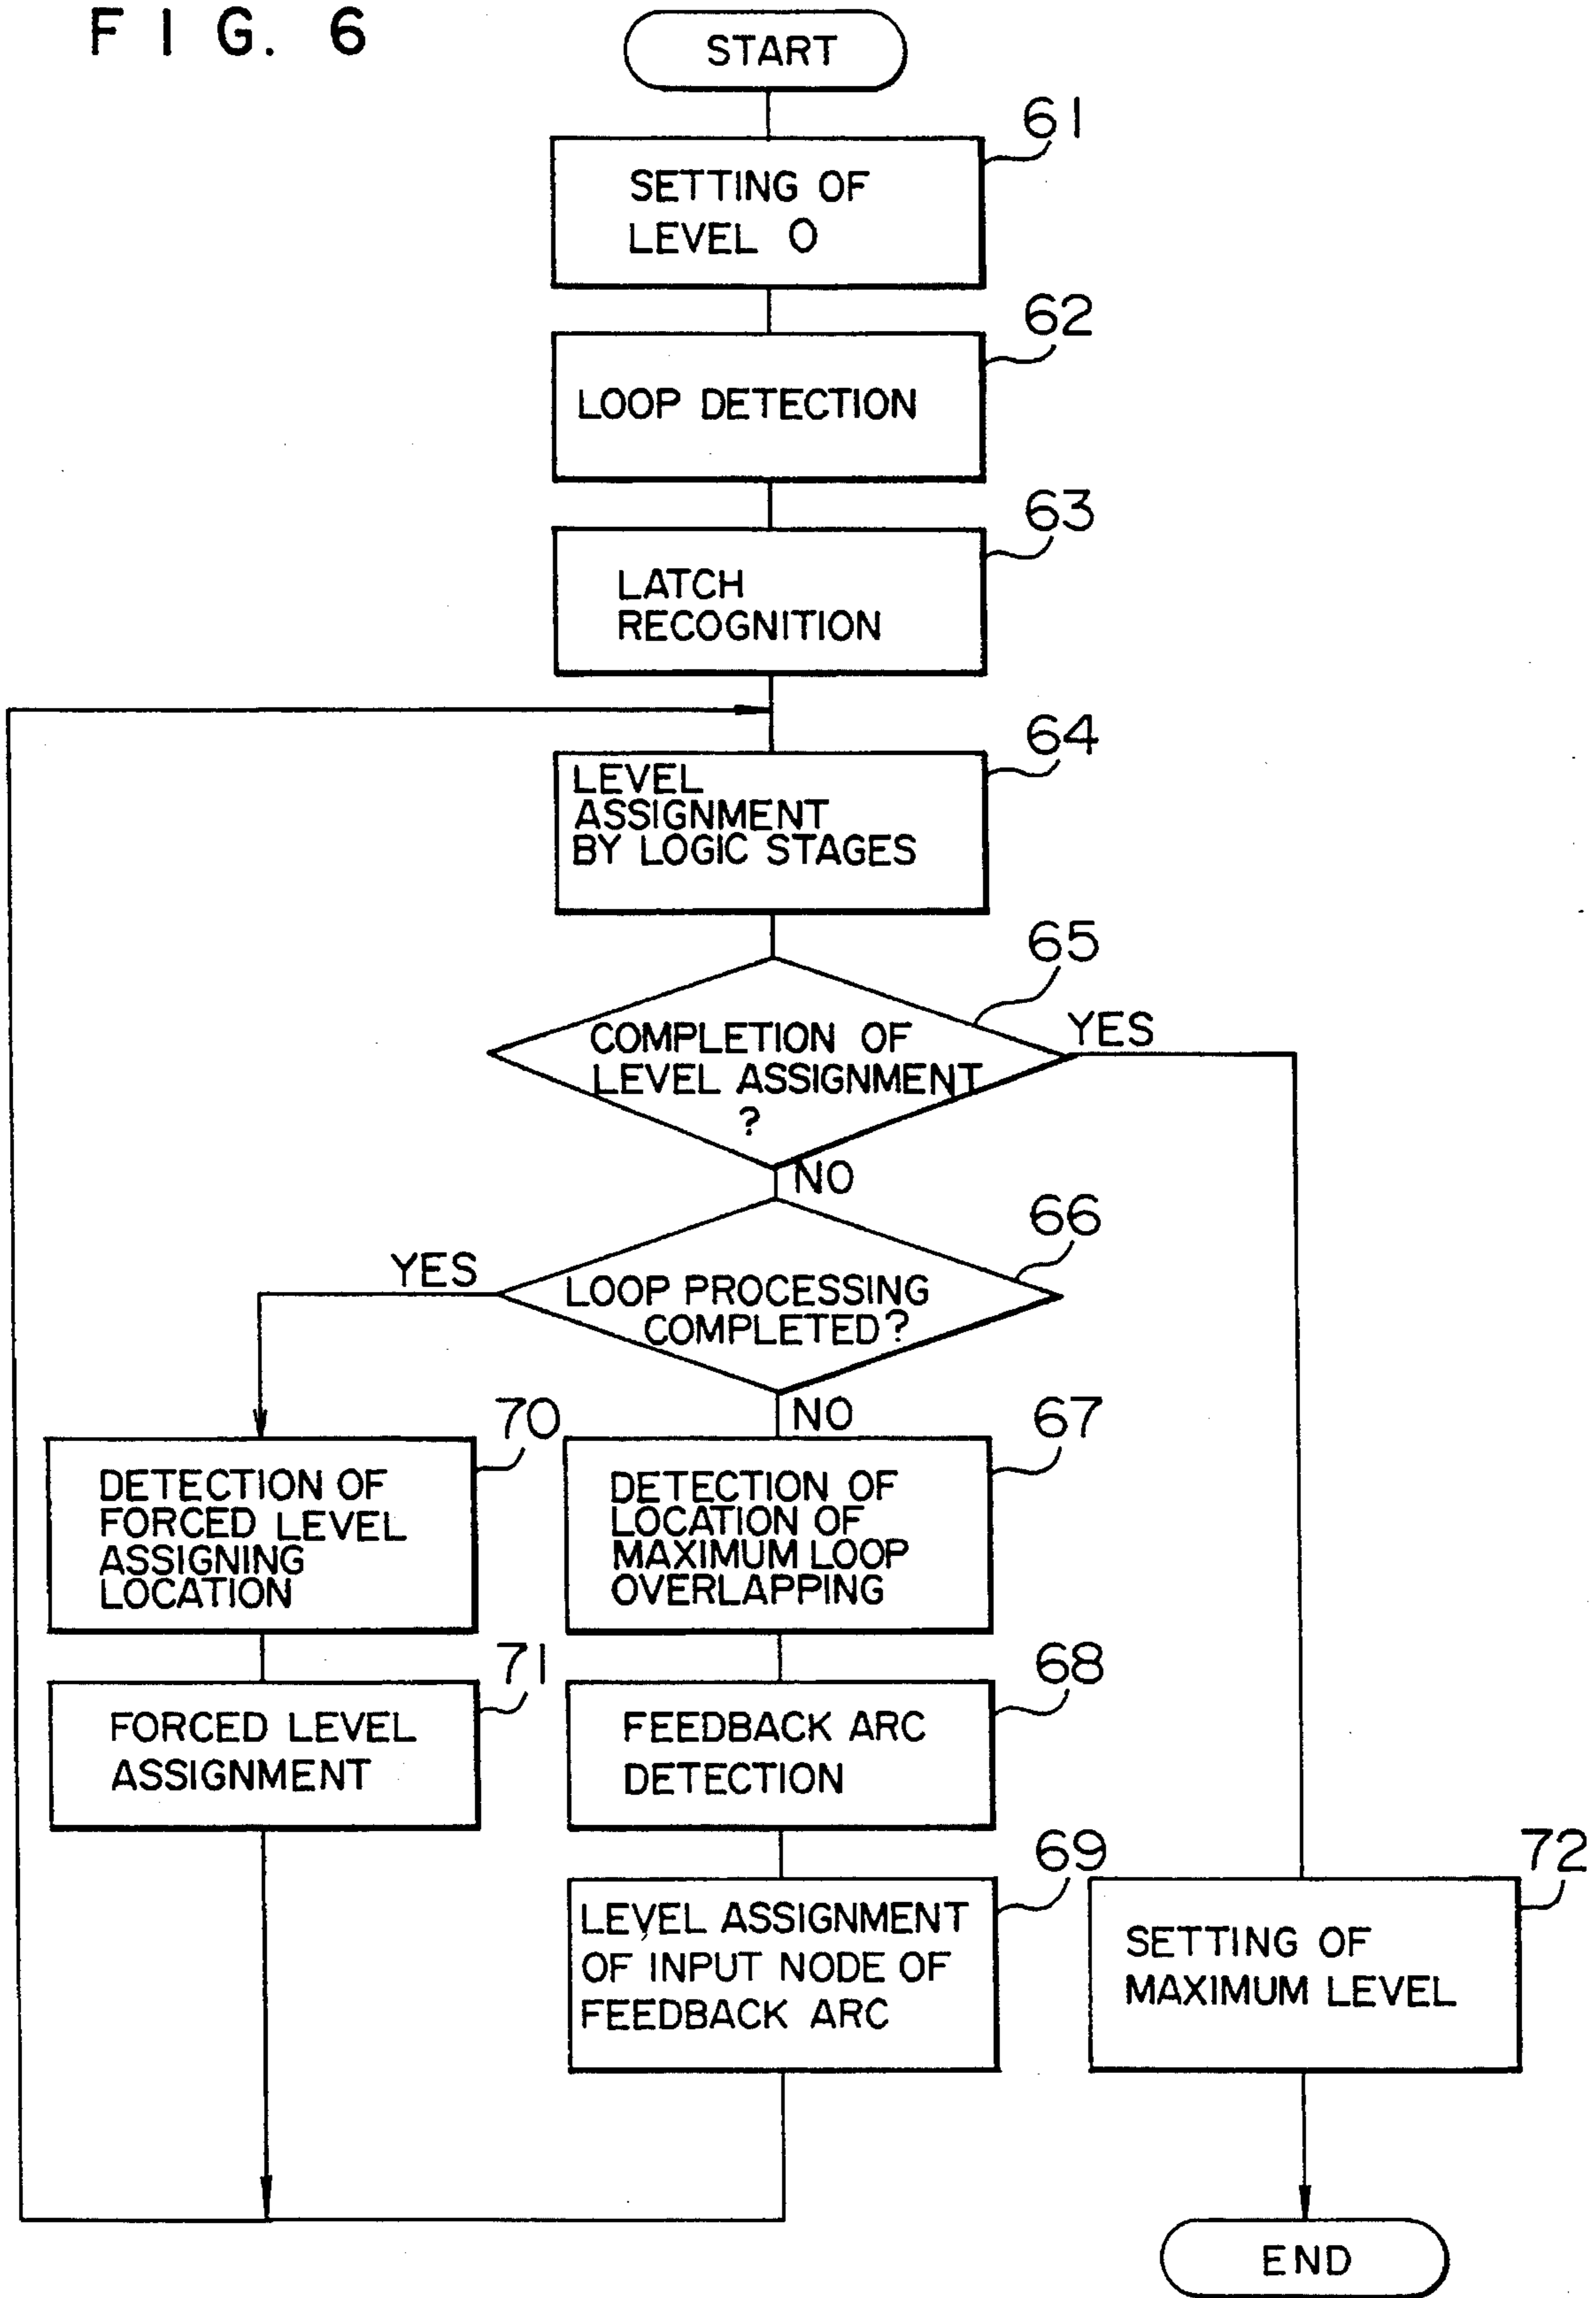 FIG. 6
START
61
SETTING OF
LEVEL 0
62
LOOP DETECTION
63
LATCH
RECOGNITION
64
LEVEL
ASSIGNMENT
BY LOGIC STAGES
65
COMPLETION OF
LEVEL ASSIGNMENT
?
YES
NO
66
YES
LOOP PROCESSING
COMPLETED?
NO
70
DETECTION OF
FORCED LEVEL
ASSIGNING
LOCATION
67
DETECTION OF
LOCATION OF
MAXIMUM LOOP
OVERLAPPING
71
FORCED LEVEL
ASSIGNMENT
68
FEEDBACK ARC
DETECTION
69
LEVEL ASSIGNMENT
OF INPUT NODE OF
FEEDBACK ARC
72
SETTING OF
MAXIMUM LEVEL
END